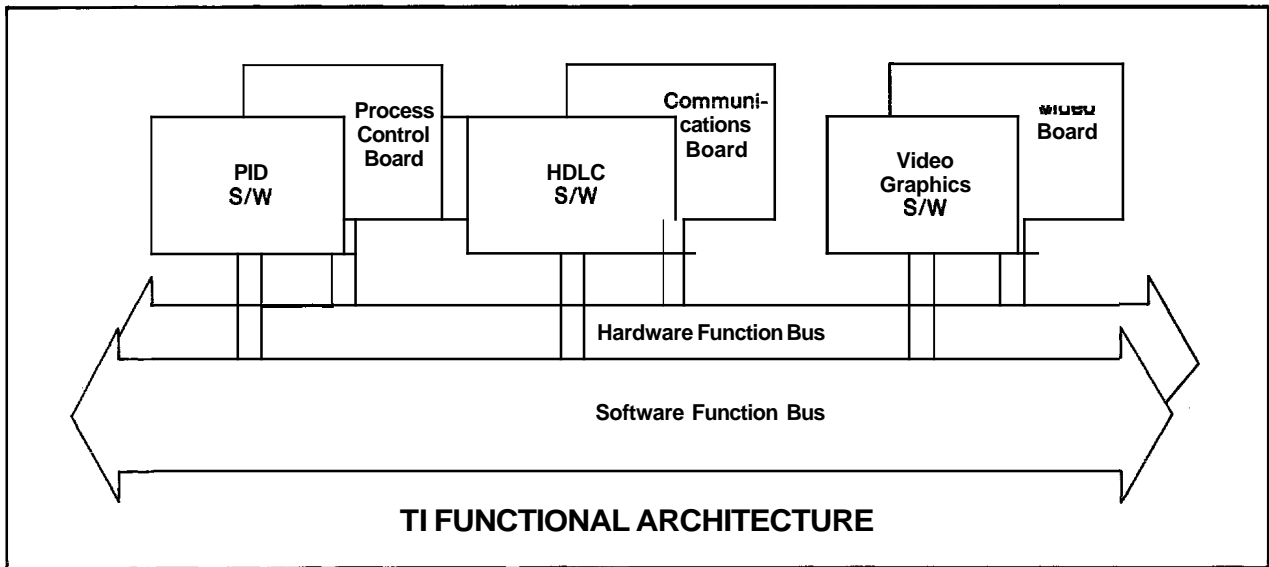 Process
Control
Board
PID
S/W
Communi-
cations
Board
HDLC
S/W
Board
Video
Graphics
S/W
Hardware Function Bus
Software Function Bus
TI FUNCTIONAL ARCHITECTURE